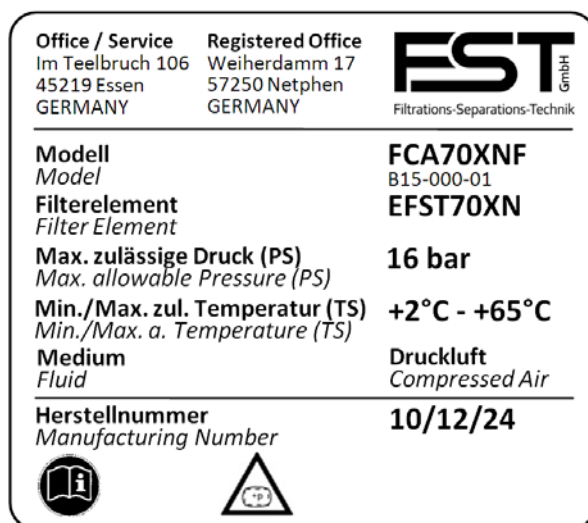 Office / Service
Im Teelbruch 106
45219 Essen
GERMANY
Registered Office
Weiherdamm 17
57250 Netphen
GERMANY
FST GmbH
Filtrations-Separations-Technik
Modell
Model
FCA70XNF
B15-000-01
Filterelement
Filter Element
EFST70XN
Max. zulässige Druck (PS)
Max. allowable Pressure (PS)
16 bar
Min./Max. zul. Temperatur (TS)
Min./Max. a. Temperature (TS)
+2°C - +65°C
Medium
Fluid
Druckluft
Compressed Air
Herstellnummer
Manufacturing Number
10/12/24
i
+p